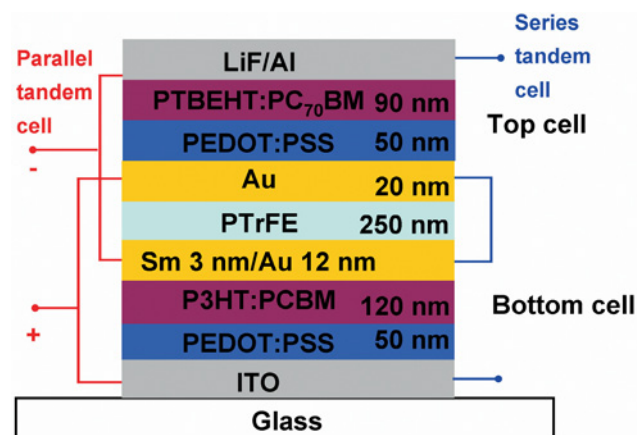 Parallel
tandem
cell
-
+
LiF/Al
PTBEHT:PC₇₀BM 90 nm
PEDOT:PSS 50 nm
Au 20 nm
PTrFE 250 nm
Sm 3 nm/Au 12 nm
P3HT:PCBM 120 nm
PEDOT:PSS 50 nm
ITO
Glass
Series
tandem
cell
Top cell
Bottom cell